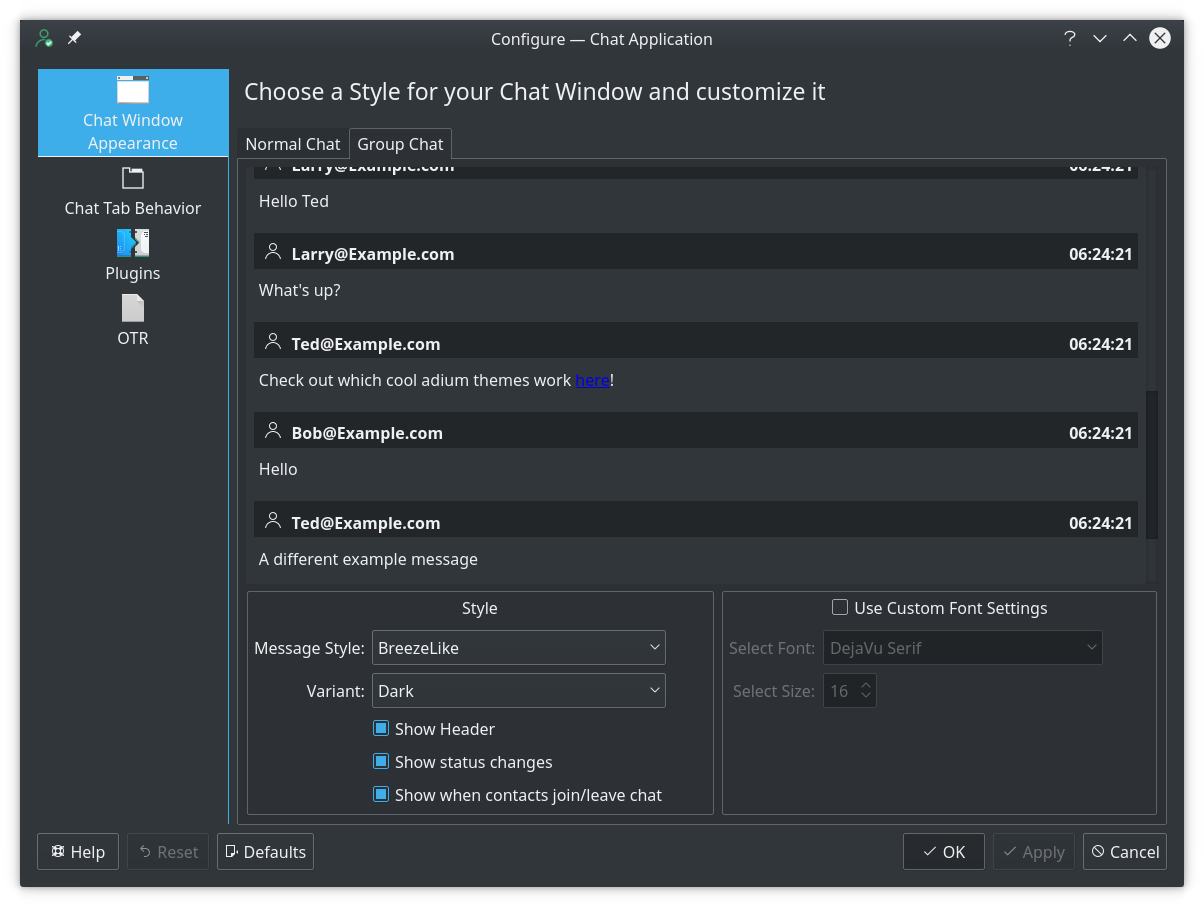 Configure — Chat Application
Chat Window
Appearance
Chat Tab Behavior
Plugins
OTR
Choose a Style for your Chat Window and customize it
Normal Chat Group Chat
Larry@Example.com 06:24:21
Hello Ted
Larry@Example.com 06:24:21
What's up?
Ted@Example.com 06:24:21
Check out which cool adium themes work here!
Bob@Example.com 06:24:21
Hello
Ted@Example.com 06:24:21
A different example message
Style
Message Style: BreezeLike
Variant: Dark
Show Header
Show status changes
Show when contacts join/leave chat
Use Custom Font Settings
Select Font: DejaVu Serif
Select Size: 16
Help Reset Defaults OK Apply Cancel